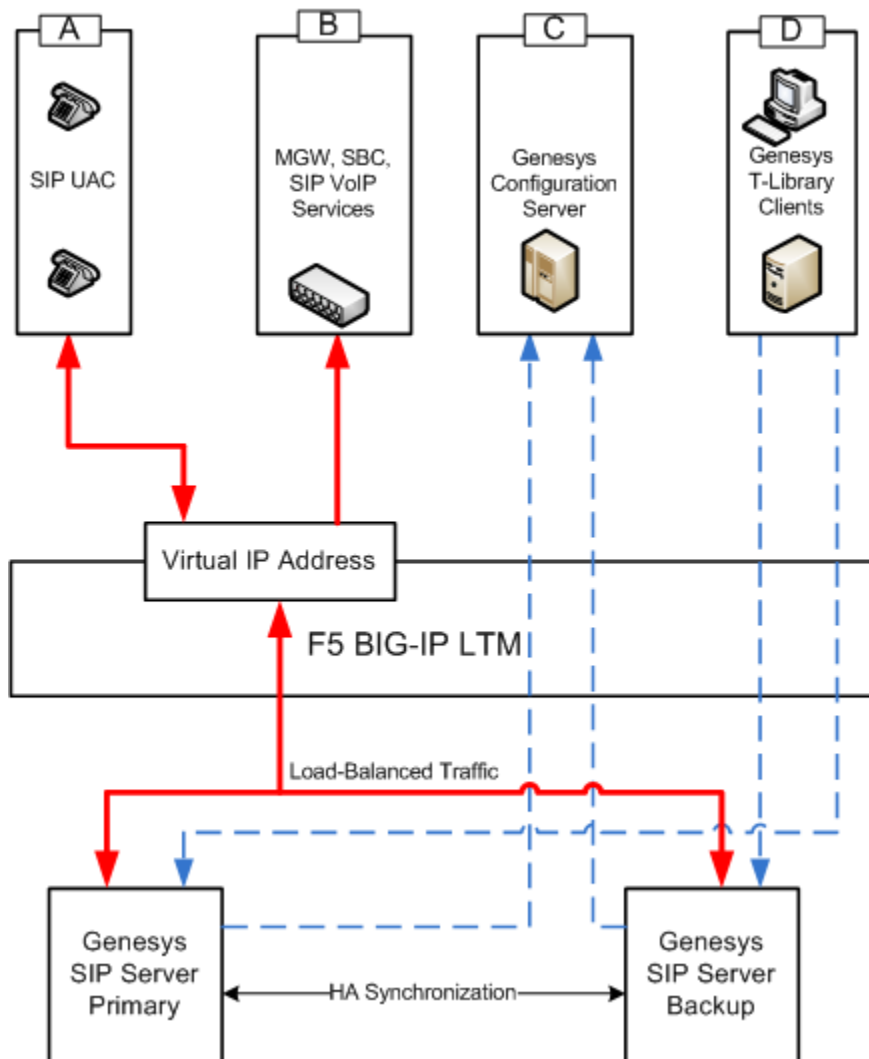 A
B
C
D
SIP UAC
MGW, SBC,
SIP VoIP
Services
Genesys
Configuration
Server
Genesys
T-Library
Clients
Virtual IP Address
F5 BIG-IP LTM
Load-Balanced Traffic
Genesys
SIP Server
Primary
HA Synchronization
Genesys
SIP Server
Backup